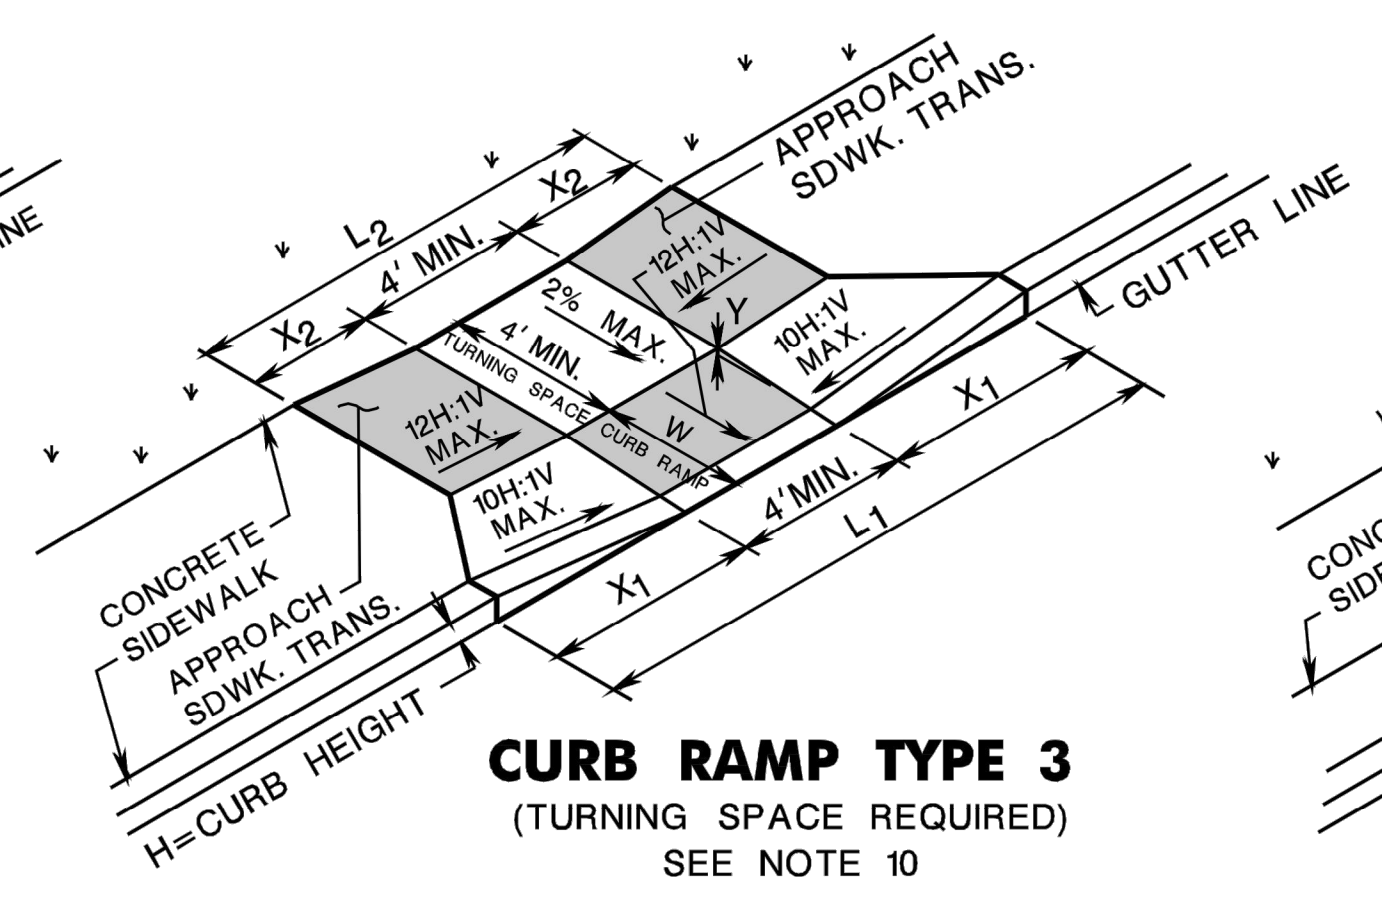 APPROACH
SDWK. TRANS.
X2
L2
4' MIN.
X2
12H:1V
MAX.
GUTTER LINE
2% MAX.
Y
10H:1V
MAX.
4' MIN.
TURNING SPACE
12H:1V
MAX.
W
CURB RAMP
X1
10H:1V
MAX.
4' MIN.
L1
X1
CONCRETE
SIDEWALK
APPROACH
SDWK. TRANS.
H=CURB HEIGHT
CURB RAMP TYPE 3
(TURNING SPACE REQUIRED)
SEE NOTE 10